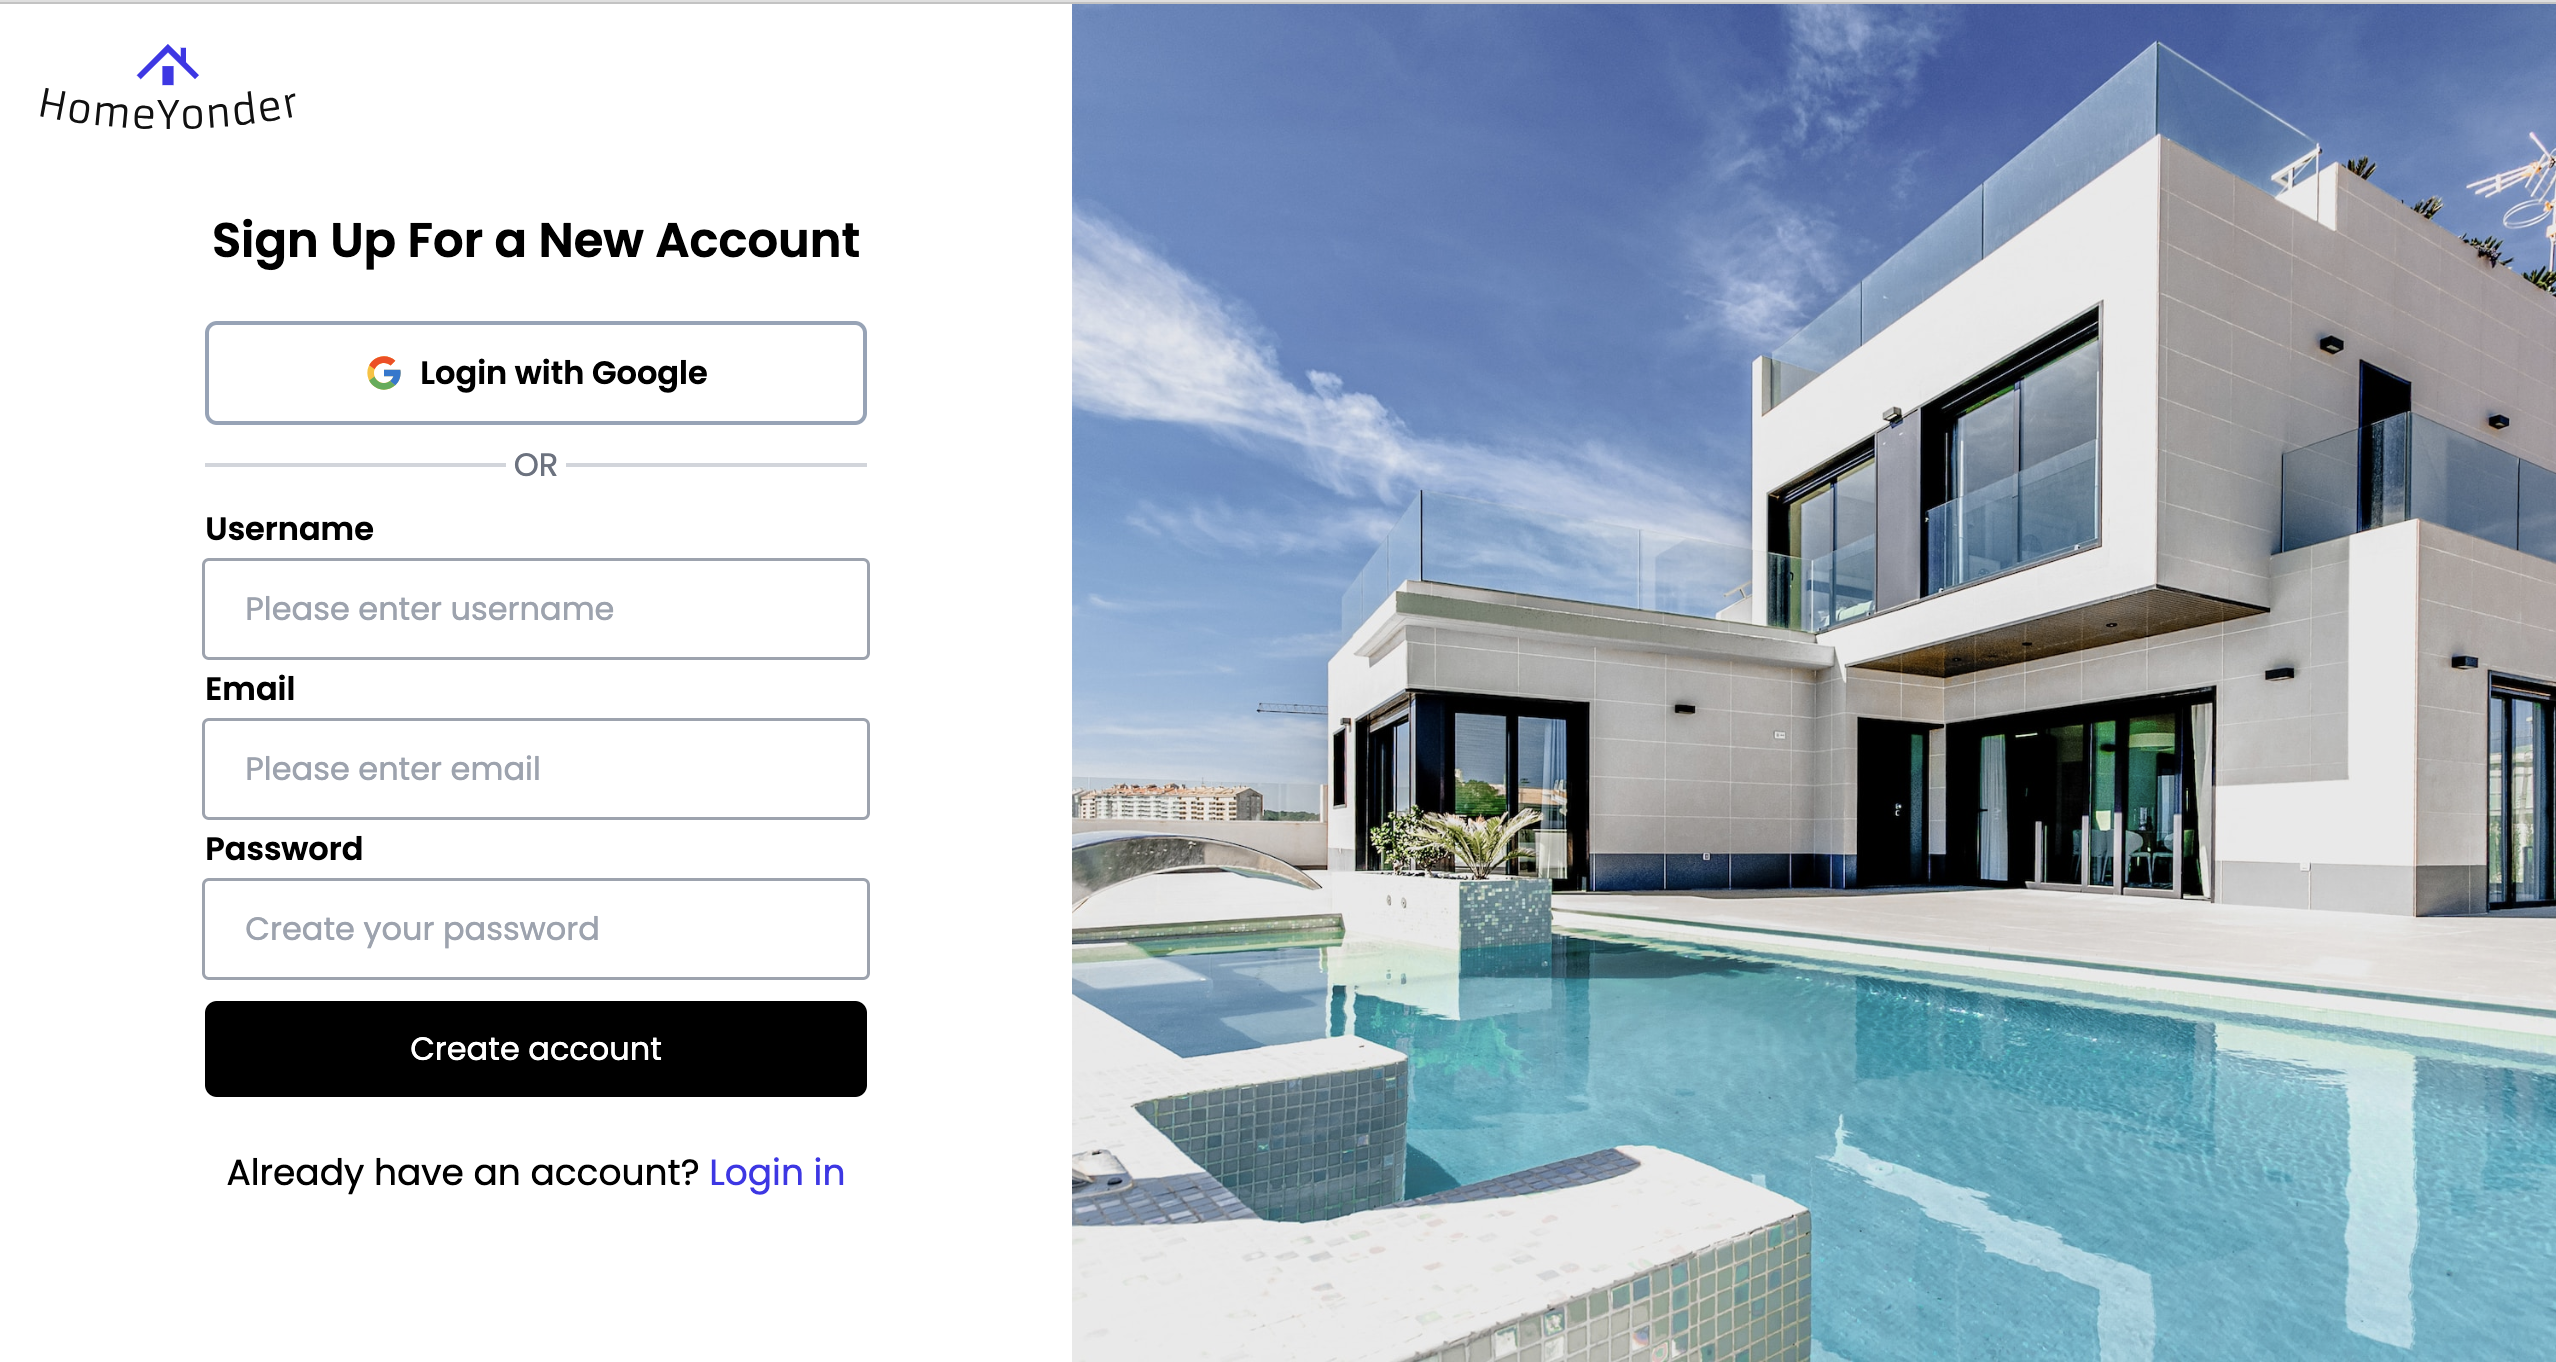 HomeYonder
Sign Up For a New Account
Login with Google
OR
Username
Please enter username
Email
Please enter email
Password
Create your password
Create account
Already have an account? Login in